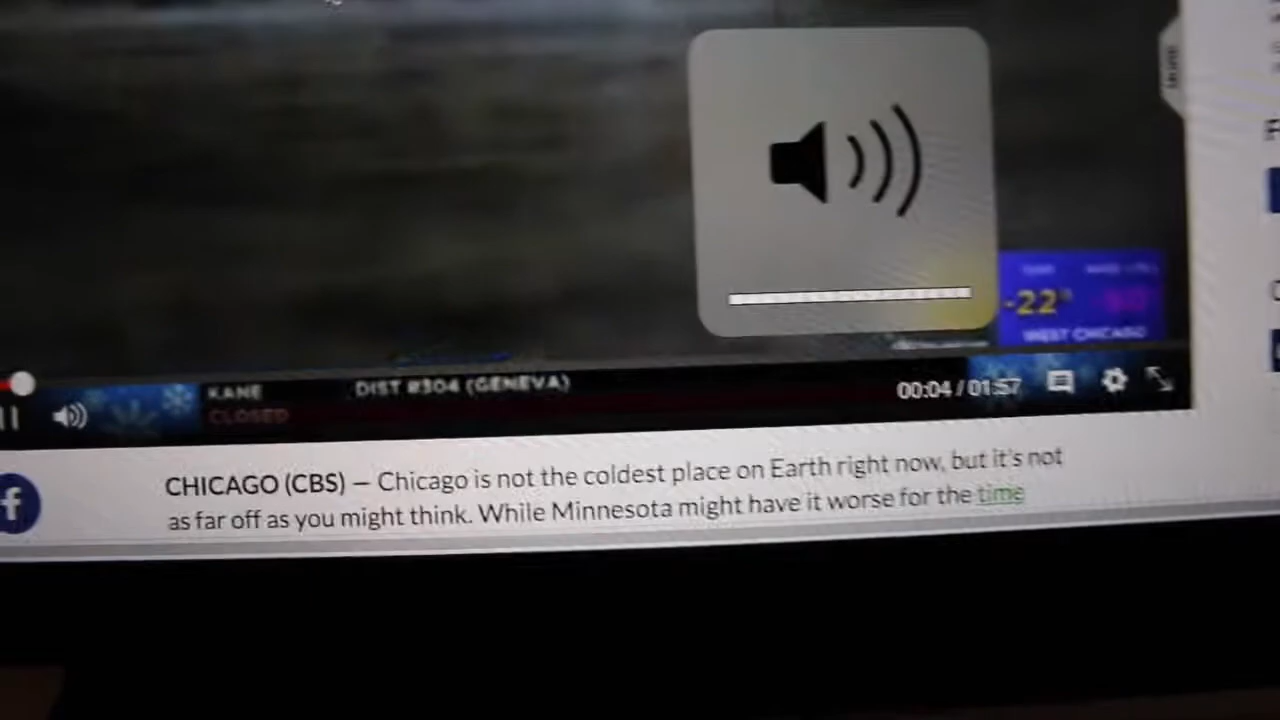 -22°
WEST CHICAGO
KANE
DIST #304 (GENEVA)
CLOSED
00:04 / 01:57
f
CHICAGO (CBS) — Chicago is not the coldest place on Earth right now, but it's not
as far off as you might think. While Minnesota might have it worse for the time